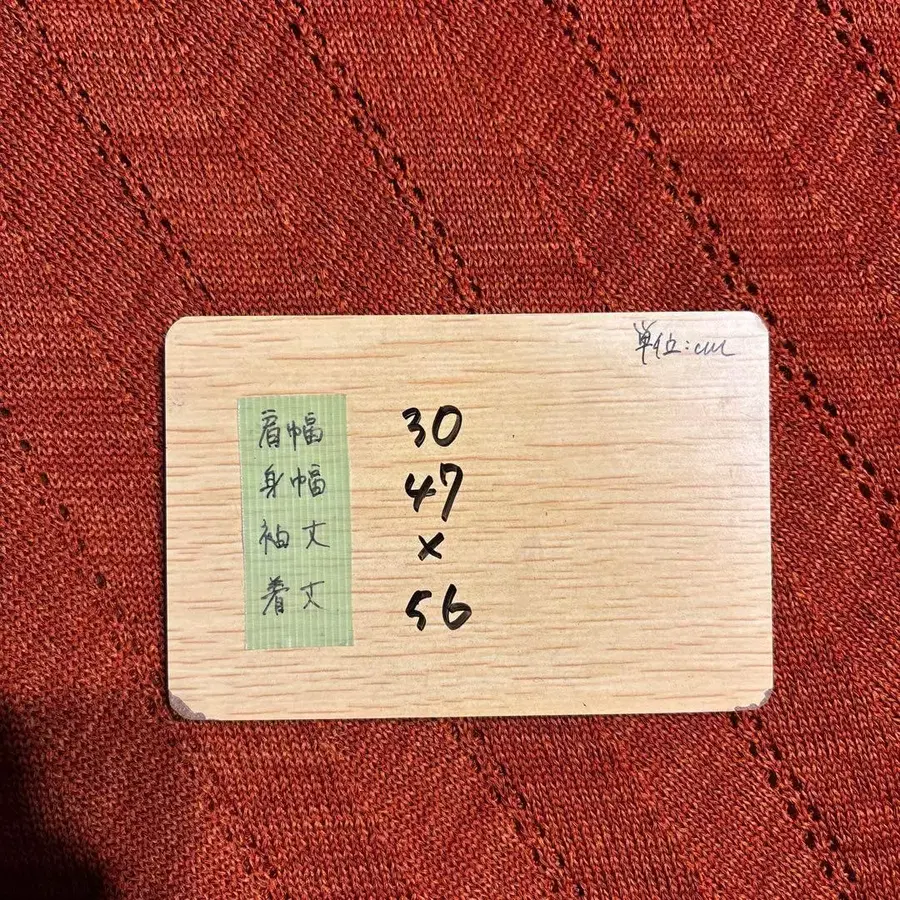 単位:cm
肩幅 30
身幅 47
袖丈 ×
着丈 56